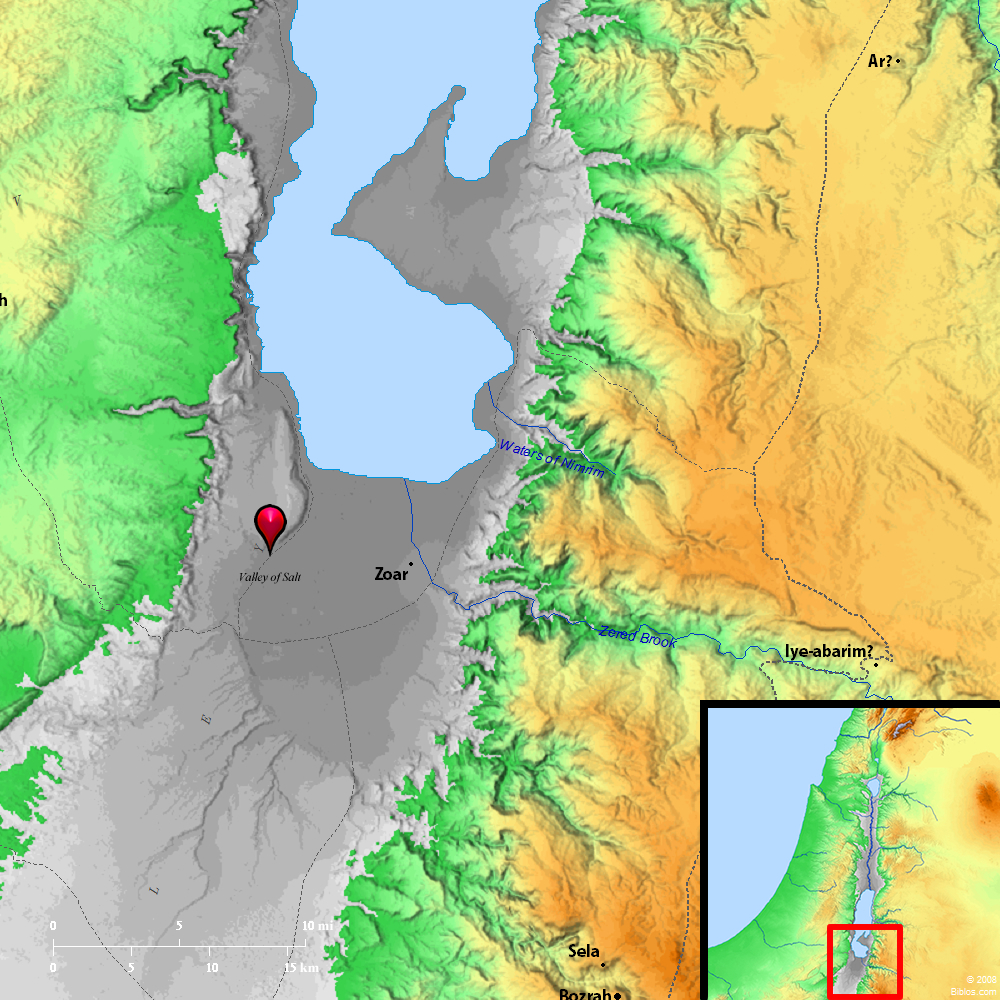 Ar?
V
h
Waters of Nimrim
Valley of Salt
Zoar
Zered Brook
Iye-abarim?
E
L
0 5 10 mi
0 5 10 15 km
Sela
Bozrah
© 2008
Biblos.com